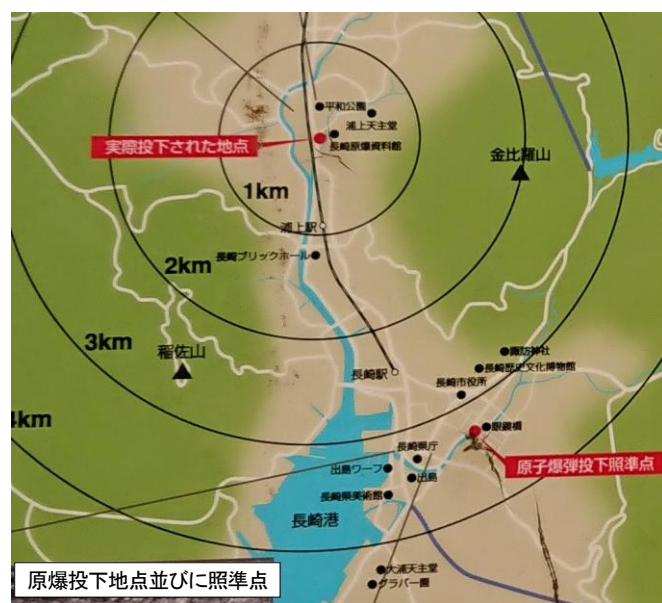 平和公園
浦上天主堂
実際投下された地点
長崎原爆資料館
金比羅山
1km
浦上駅
長崎ブリックホール
2km
3km
稲佐山
諏訪神社
長崎駅
長崎歴史文化博物館
長崎市役所
4km
眼鏡橋
長崎県庁
原子爆弾投下照準点
出島ワーフ
出島
長崎県美術館
長崎港
大浦天主堂
グラバー園
原爆投下地点並びに照準点